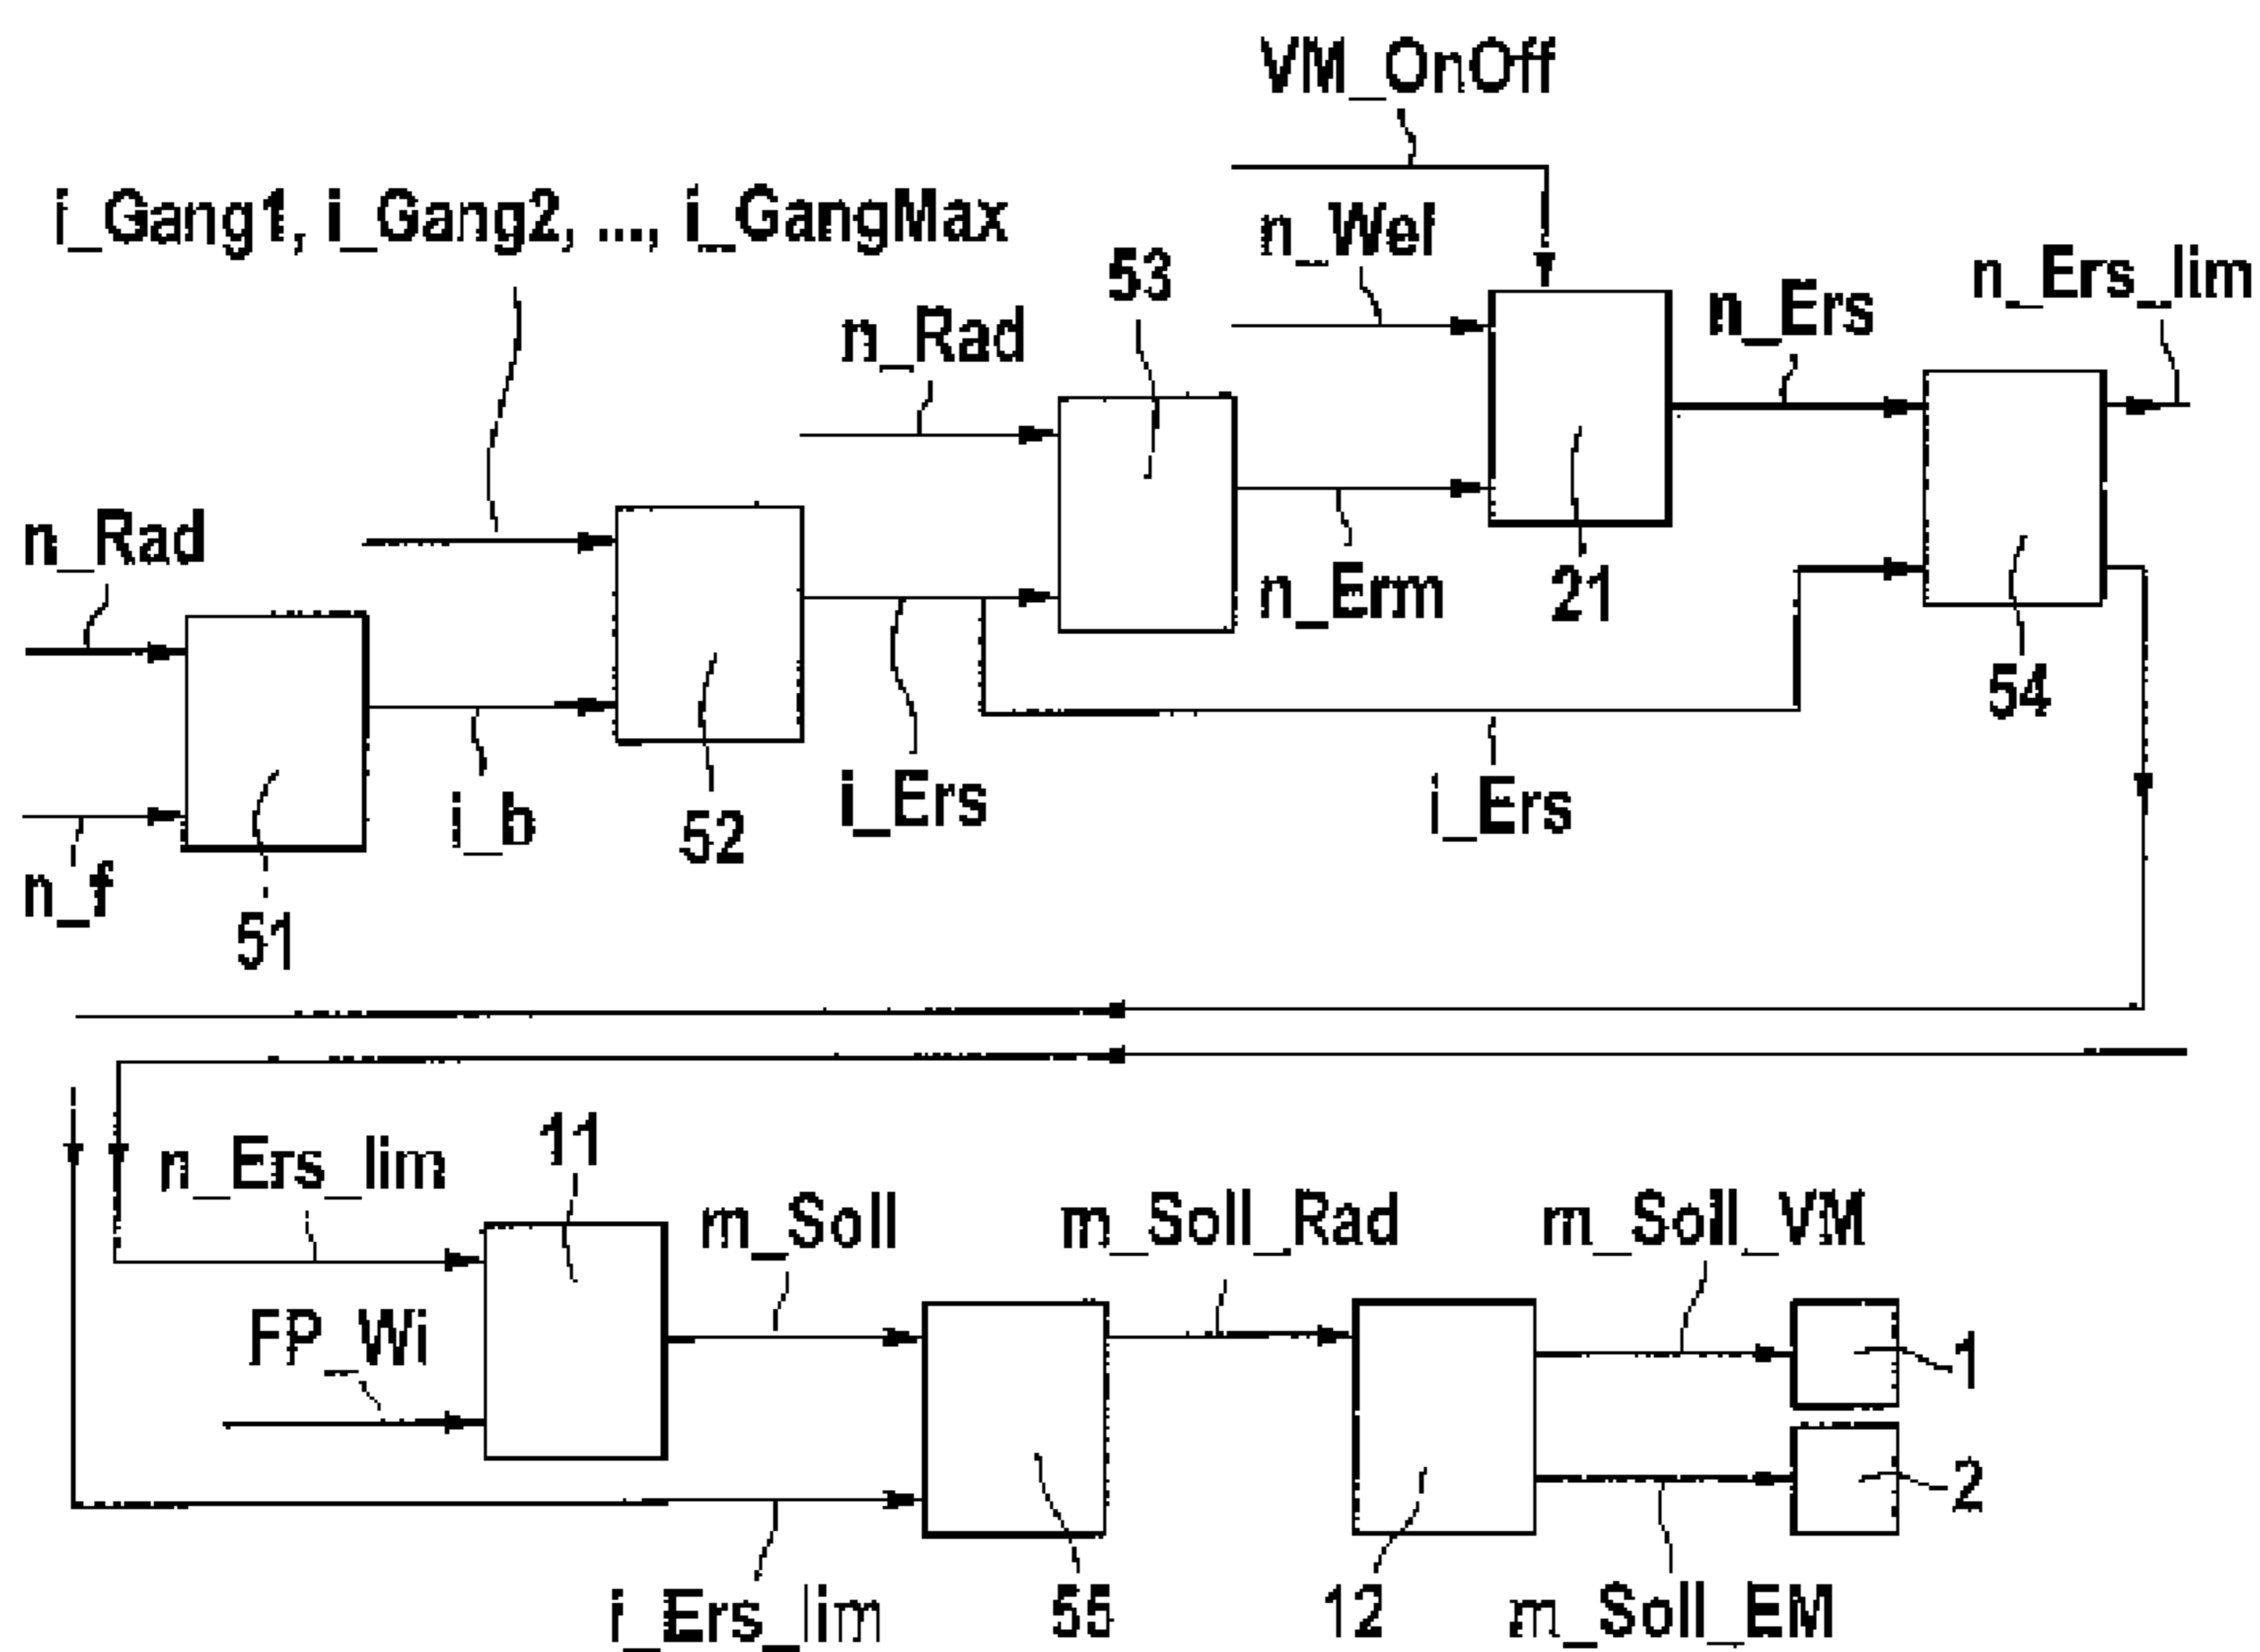 VM_OnOff
i_Gang1, i_Gang2, ..., i_GangMax
n_Wel
53
n_Ers
n_Ers_lim
n_Rad
n_Rad
n_Erm
21
54
i_b
52
i_Ers
i_Ers
n_f
51
n_Ers_lim
11
m_Soll
m_Soll_Rad
m_Soll_VM
FP_Wi
1
2
i_Ers_lim
55
12
m_Soll_EM